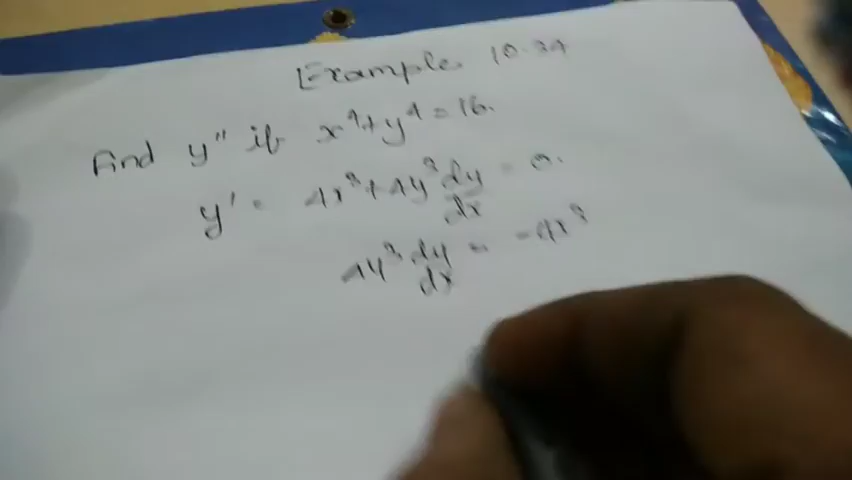 Example 10.34
Find y'' if x⁴+y⁴=16.
y' = 4x³+4y³ dy/dx = 0.
4y³ dy/dx = -4x³